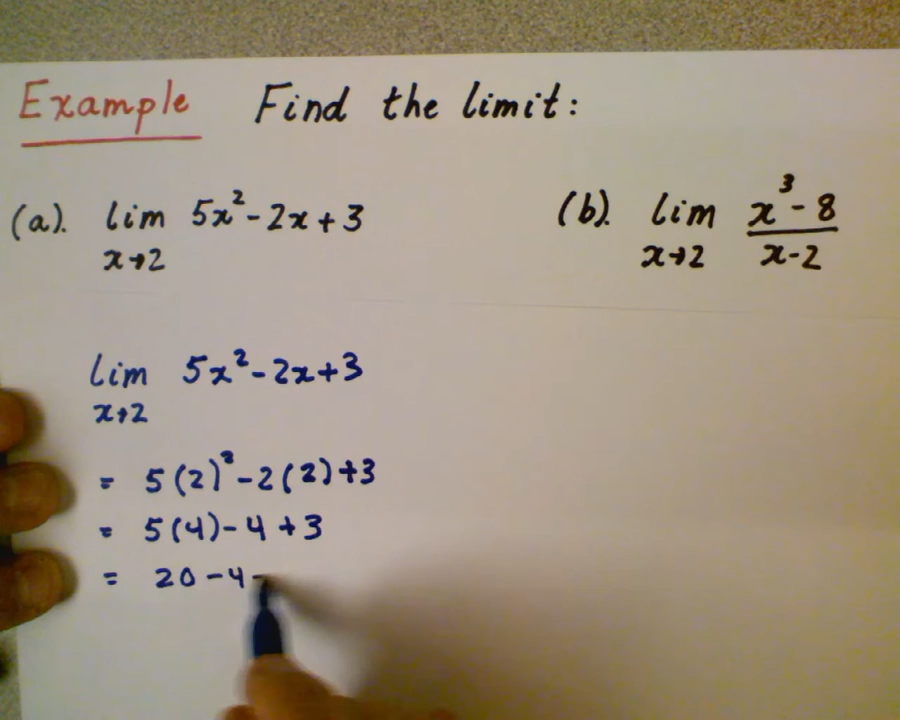 Example Find the limit:
(a). lim 5x²-2x+3
x→2
(b). lim x³-8
x→2 x-2
lim 5x²-2x+3
x→2
= 5(2)²-2(2)+3
= 5(4)-4+3
= 20-4-